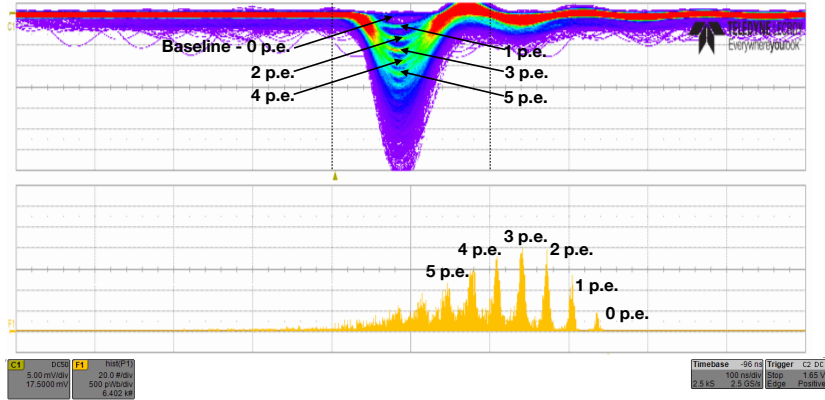 C1
TELEDYNE LECROY
Everywhereyoulook
Baseline - 0 p.e.
1 p.e.
2 p.e.
3 p.e.
4 p.e.
5 p.e.
3 p.e.
4 p.e.
2 p.e.
5 p.e.
1 p.e.
0 p.e.
F1
C1 DC50
5.00 mV/div
17.5000 mV
F1 hist(P1)
20.0 #/div
500 pWb/div
6.402 k#
Timebase -96 ns
100 ns/div
2.5 kS 2.5 GS/s
Trigger C2 DC
Stop 1.65 V
Edge Positive